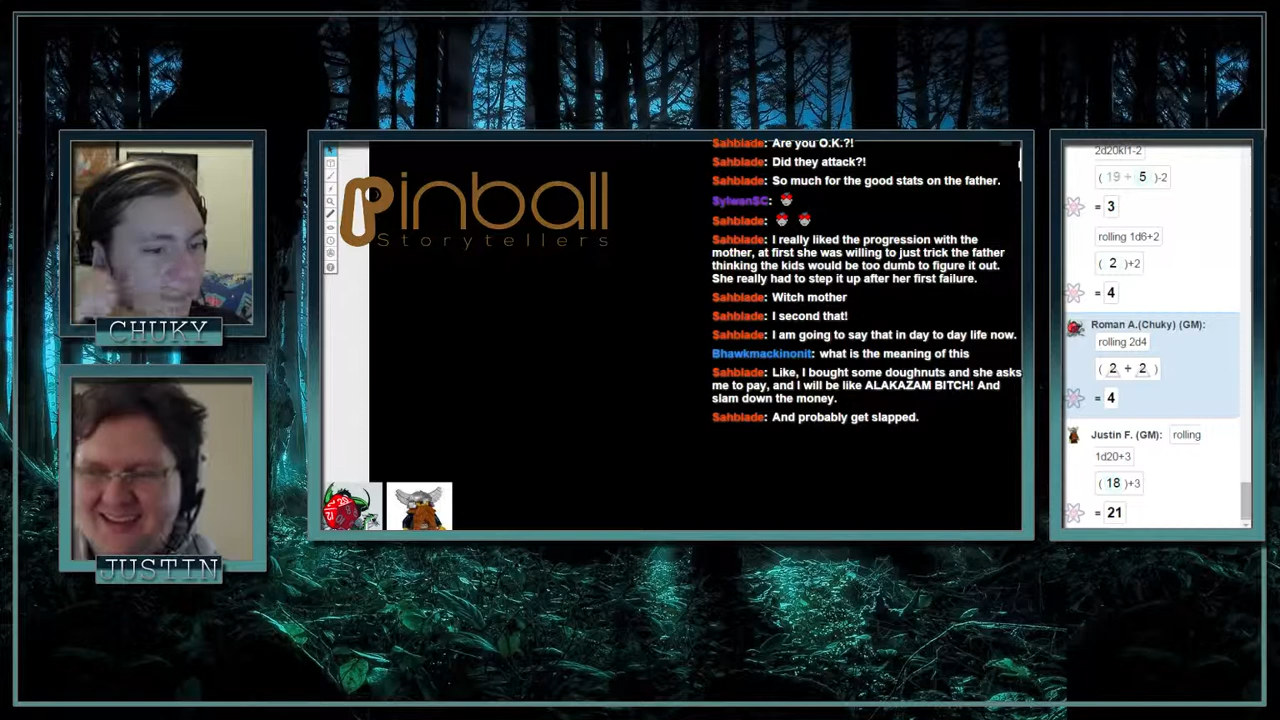 CHUKY
JUSTIN
Pinball
Storytellers
Sahblade: Are you O.K.?!
Sahblade: Did they attack?!
Sahblade: So much for the good stats on the father.
SylwanSC:
Sahblade:
Sahblade: I really liked the progression with the
mother, at first she was willing to just trick the father
thinking the kids would be too dumb to figure it out.
She really had to step it up after her first failure.
Sahblade: Witch mother
Sahblade: I second that!
Sahblade: I am going to say that in day to day life now.
Bhawkmackinonit: what is the meaning of this
Sahblade: Like, I bought some doughnuts and she asks
me to pay, and I will be like ALAKAZAM BITCH! And
slam down the money.
Sahblade: And probably get slapped.
2d20kl1-2
( 19 + 5 )-2
= 3
rolling 1d6+2
( 2 )+2
= 4
Roman A.(Chuky) (GM):
rolling 2d4
( 2 + 2 )
= 4
Justin F. (GM): rolling
1d20+3
( 18 )+3
= 21